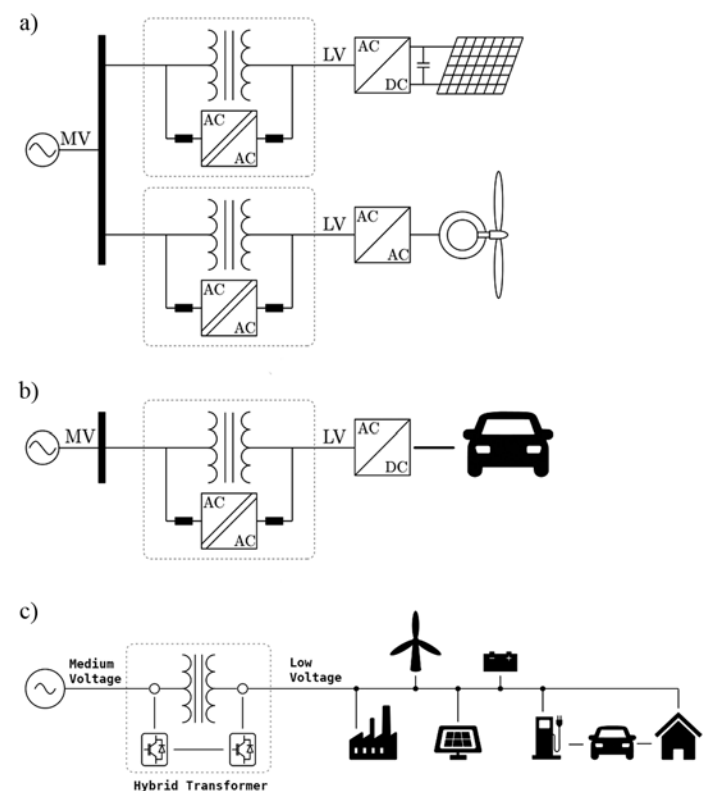 a)
MV
LV
AC
DC
AC
AC
LV
AC
AC
AC
AC
b)
MV
LV
AC
DC
AC
AC
c)
Medium
Voltage
Low
Voltage
Hybrid Transformer